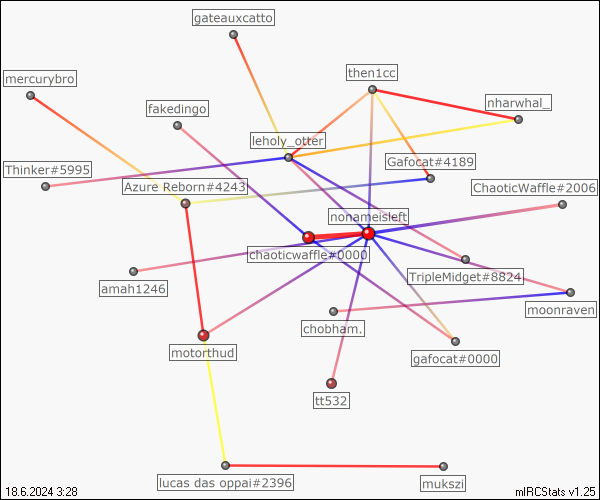 gateauxcatto
mercurybro
then1cc
fakedingo
nharwhal_
leholy_otter
Thinker#5995
Gafocat#4189
Azure Reborn#4243
ChaoticWaffle#2006
nonameisleft
chaoticwaffle#0000
TripleMidget#8824
amah1246
moonraven
chobham.
motorthud
gafocat#0000
tt532
lucas das oppai#2396
mukszi
18.6.2024 3:28
mIRCStats v1.25